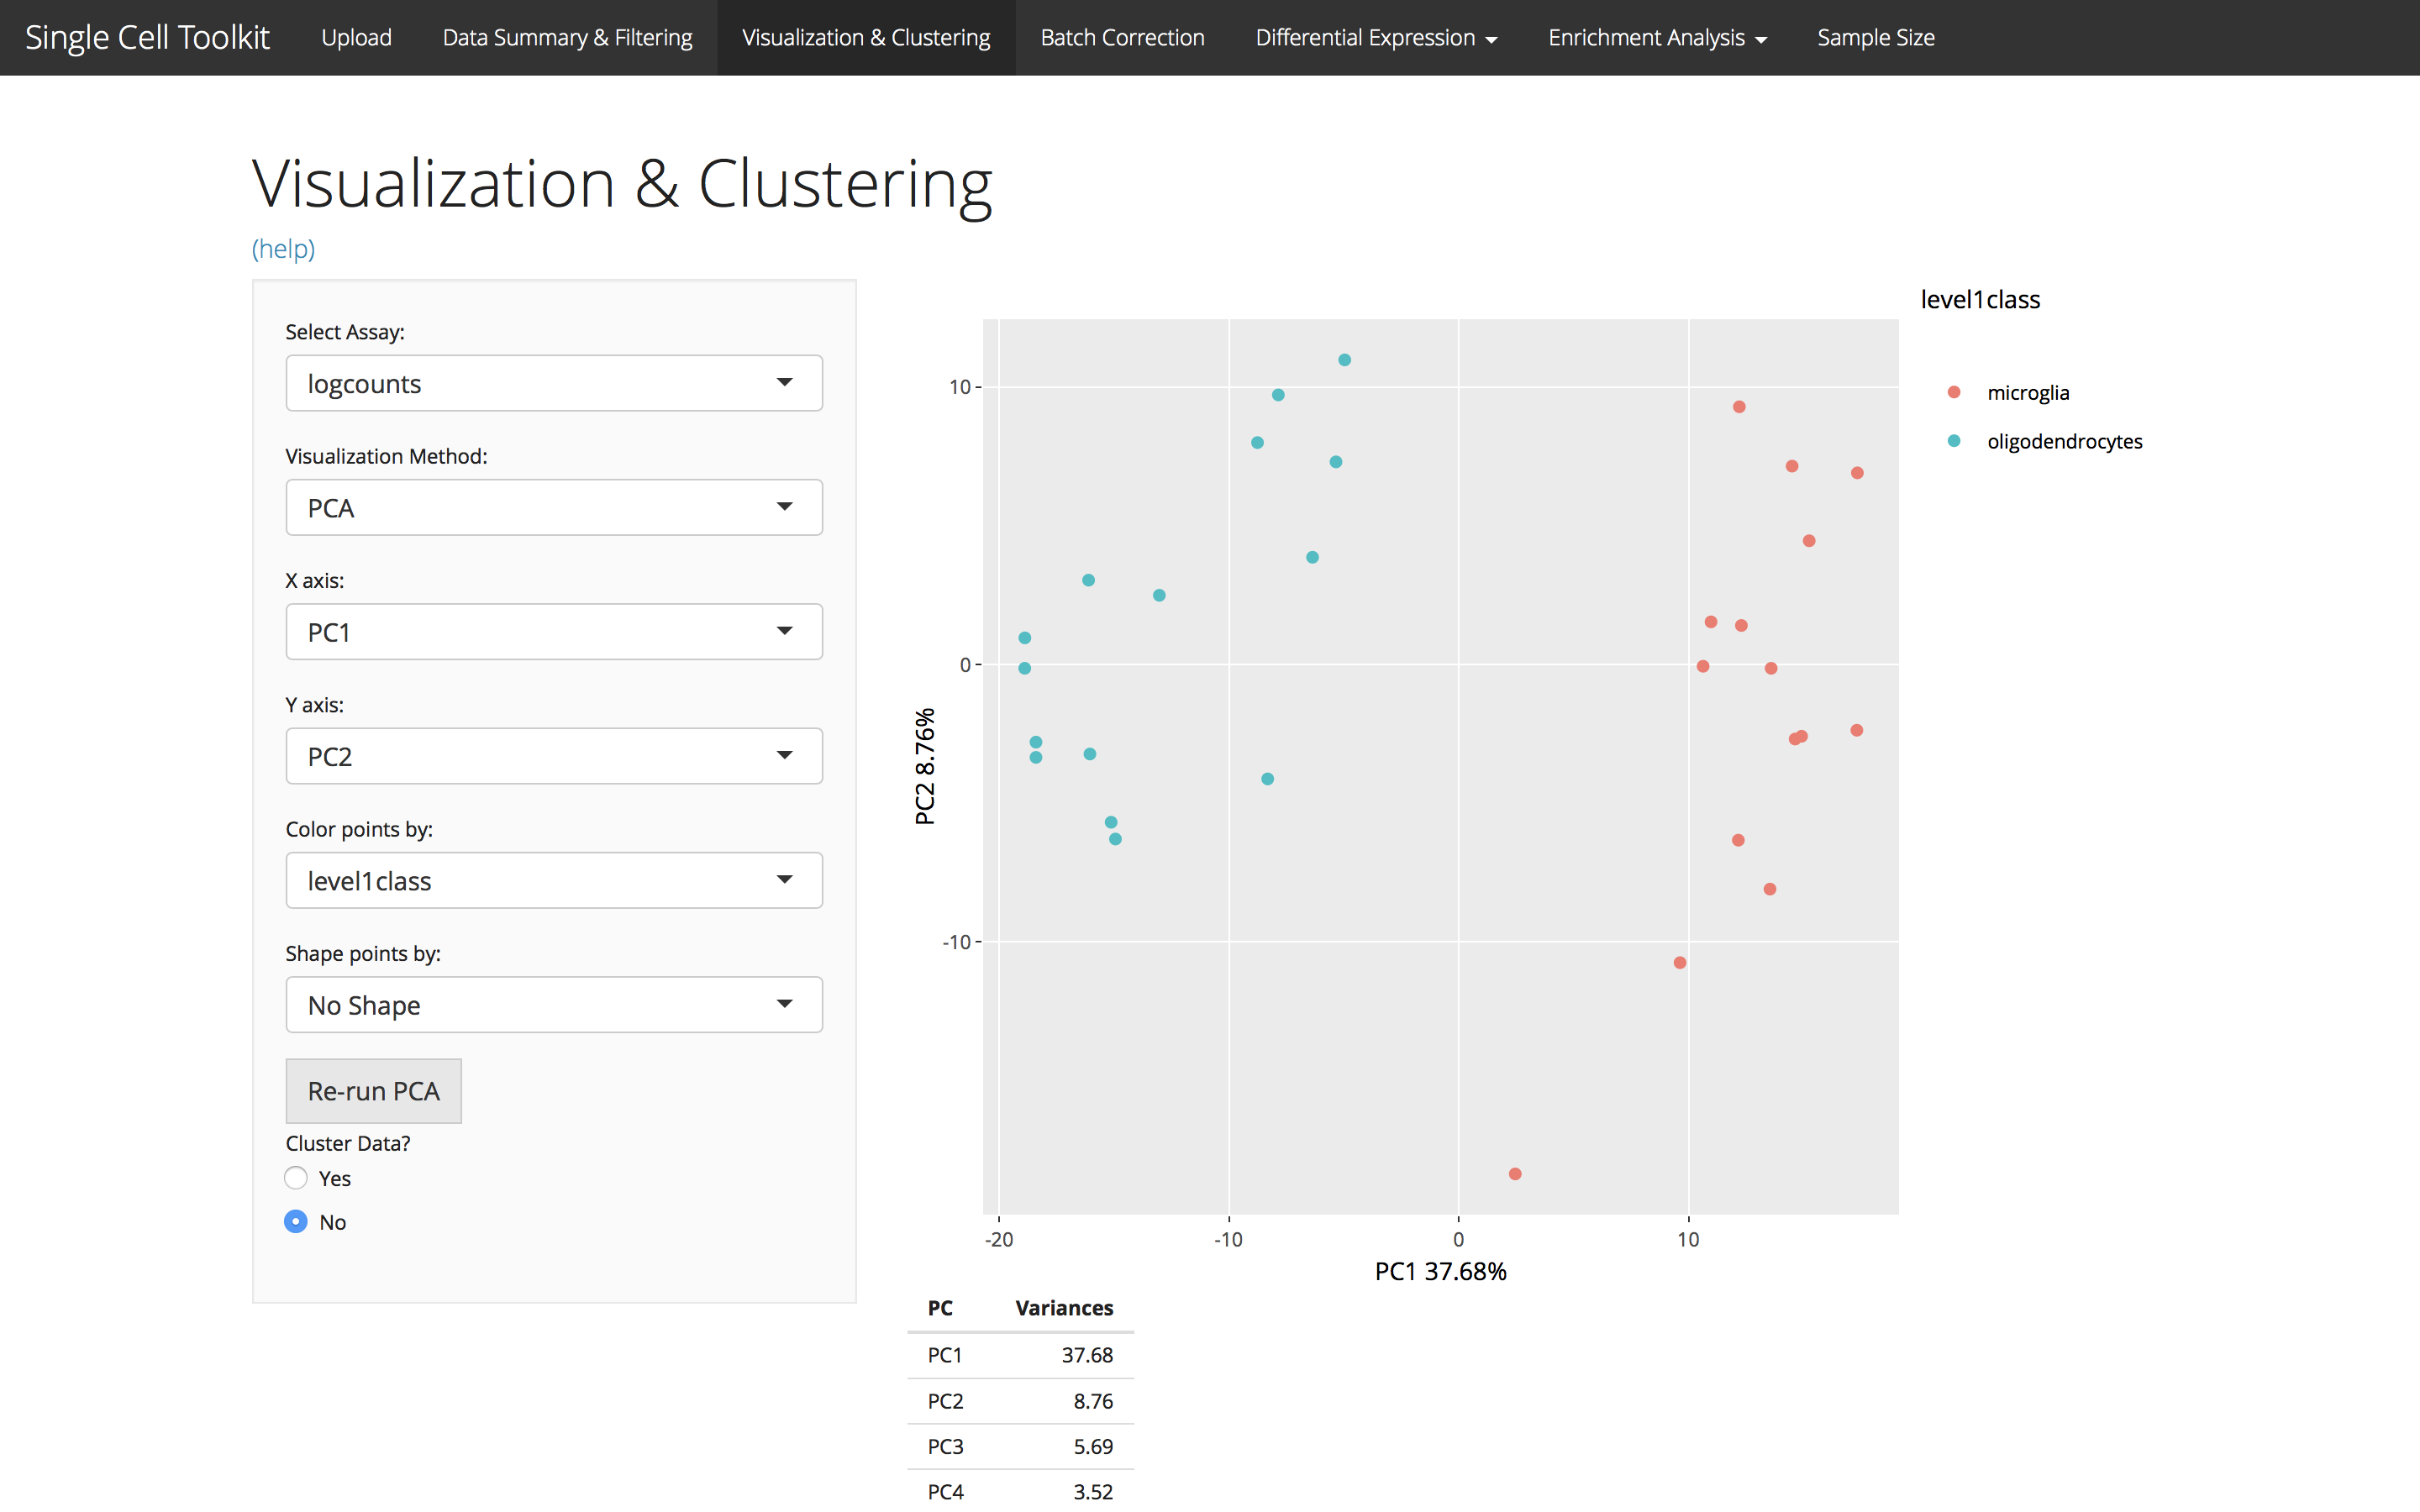 Single Cell Toolkit Upload Data Summary & Filtering Visualization & Clustering Batch Correction Differential Expression Enrichment Analysis Sample Size
Visualization & Clustering
(help)
Select Assay:
logcounts
Visualization Method:
PCA
X axis:
PC1
Y axis:
PC2
Color points by:
level1class
Shape points by:
No Shape
Re-run PCA
Cluster Data?
Yes
No
level1class
microglia
oligodendrocytes
10
0
-10
PC2 8.76%
-20 -10 0 10
PC1 37.68%
PC Variances
PC1 37.68
PC2 8.76
PC3 5.69
PC4 3.52